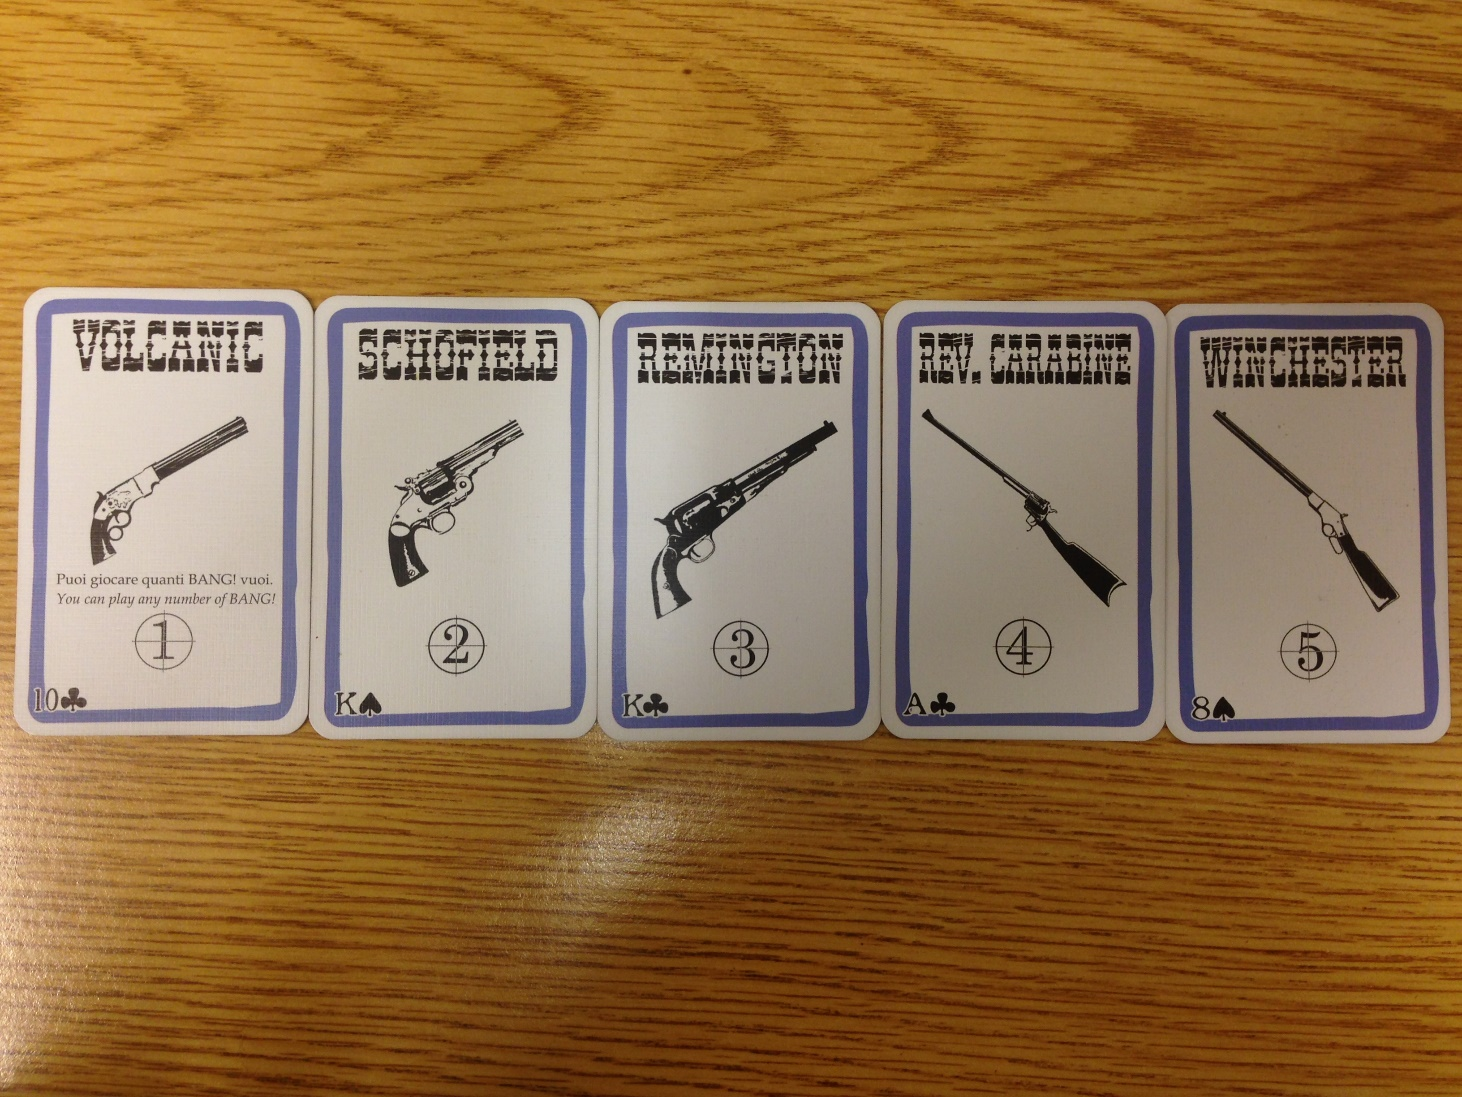 VOLCANIC
Puoi giocare quanti BANG! vuoi.
You can play any number of BANG!
1
10♣
SCHOFIELD
2
K♠
REMINGTON
3
K♣
REV. CARABINE
4
A♣
WINCHESTER
5
8♠